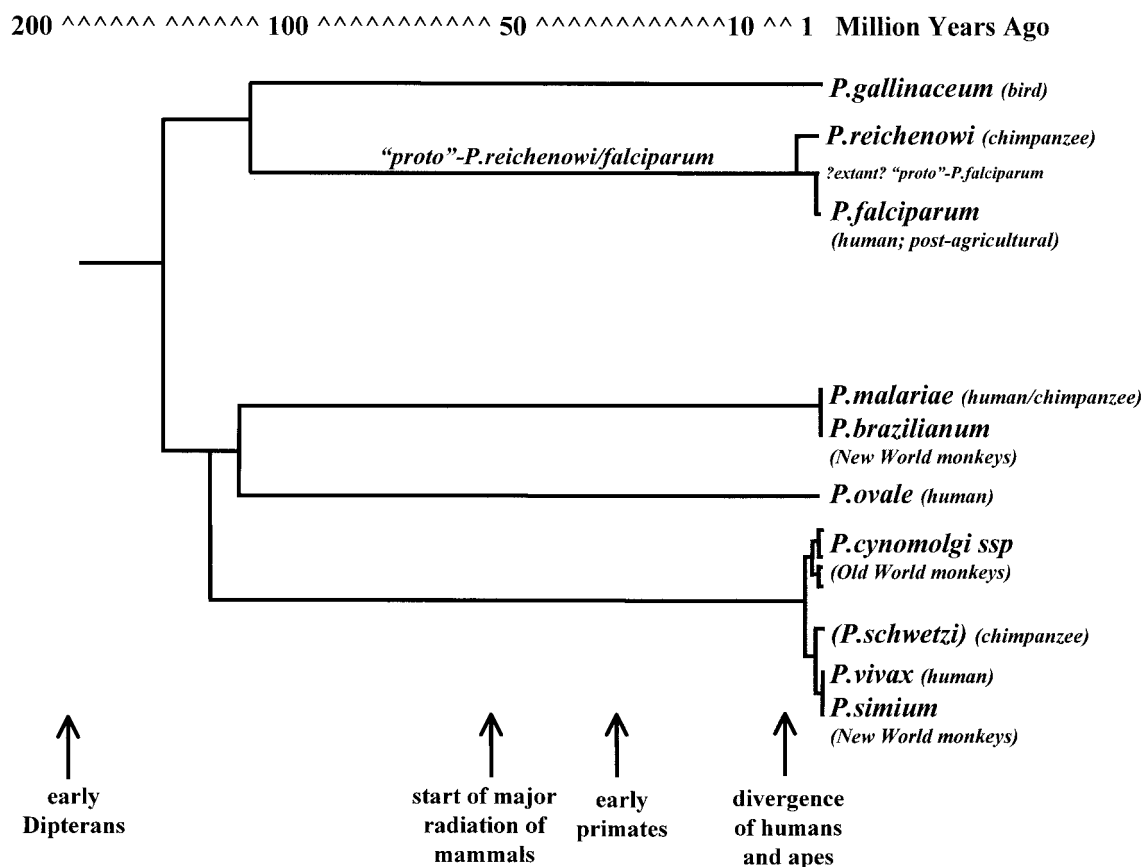 200 ^^^^^^ ^^^^^^ 100 ^^^^^^^^^^^ 50 ^^^^^^^^^^^^ 10 ^^ 1 Million Years Ago
P.gallinaceum (bird)
P.reichenowi (chimpanzee)
"proto"-P.reichenowi/falciparum
?extant? "proto"-P.falciparum
P.falciparum
(human; post-agricultural)
P.malariae (human/chimpanzee)
P.brazilianum
(New World monkeys)
P.ovale (human)
P.cynomolgi ssp
(Old World monkeys)
(P.schwetzi) (chimpanzee)
P.vivax (human)
P.simium
(New World monkeys)
early
Dipterans
start of major
radiation of
mammals
early
primates
divergence
of humans
and apes